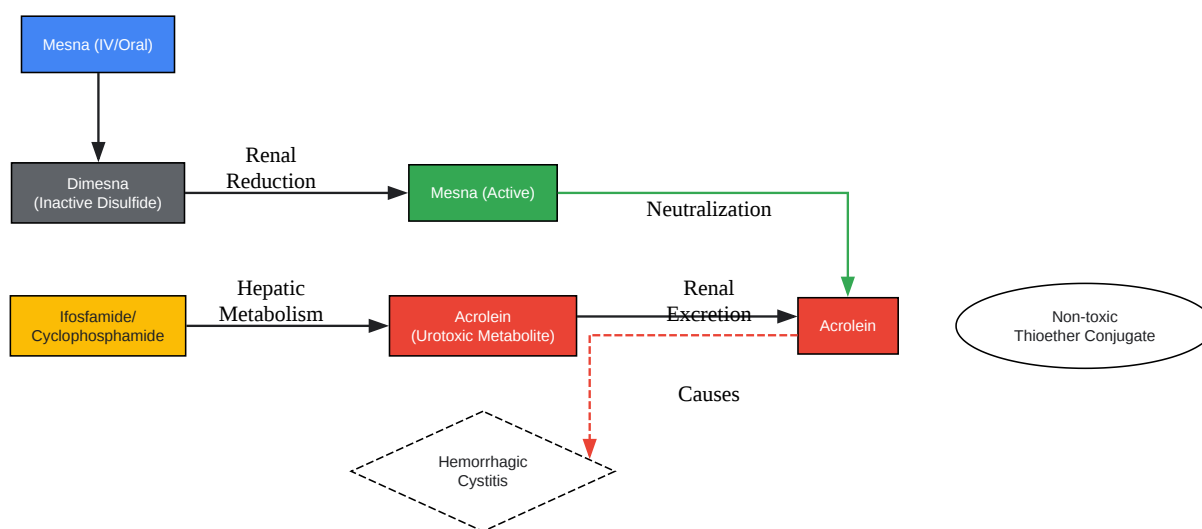 Mesna (IV/Oral)
Dimesna
(Inactive Disulfide)
Renal
Reduction
Mesna (Active)
Neutralization
Ifosfamide/
Cyclophosphamide
Hepatic
Metabolism
Acrolein
(Urotoxic Metabolite)
Renal
Excretion
Acrolein
Non-toxic
Thioether Conjugate
Causes
Hemorrhagic
Cystitis